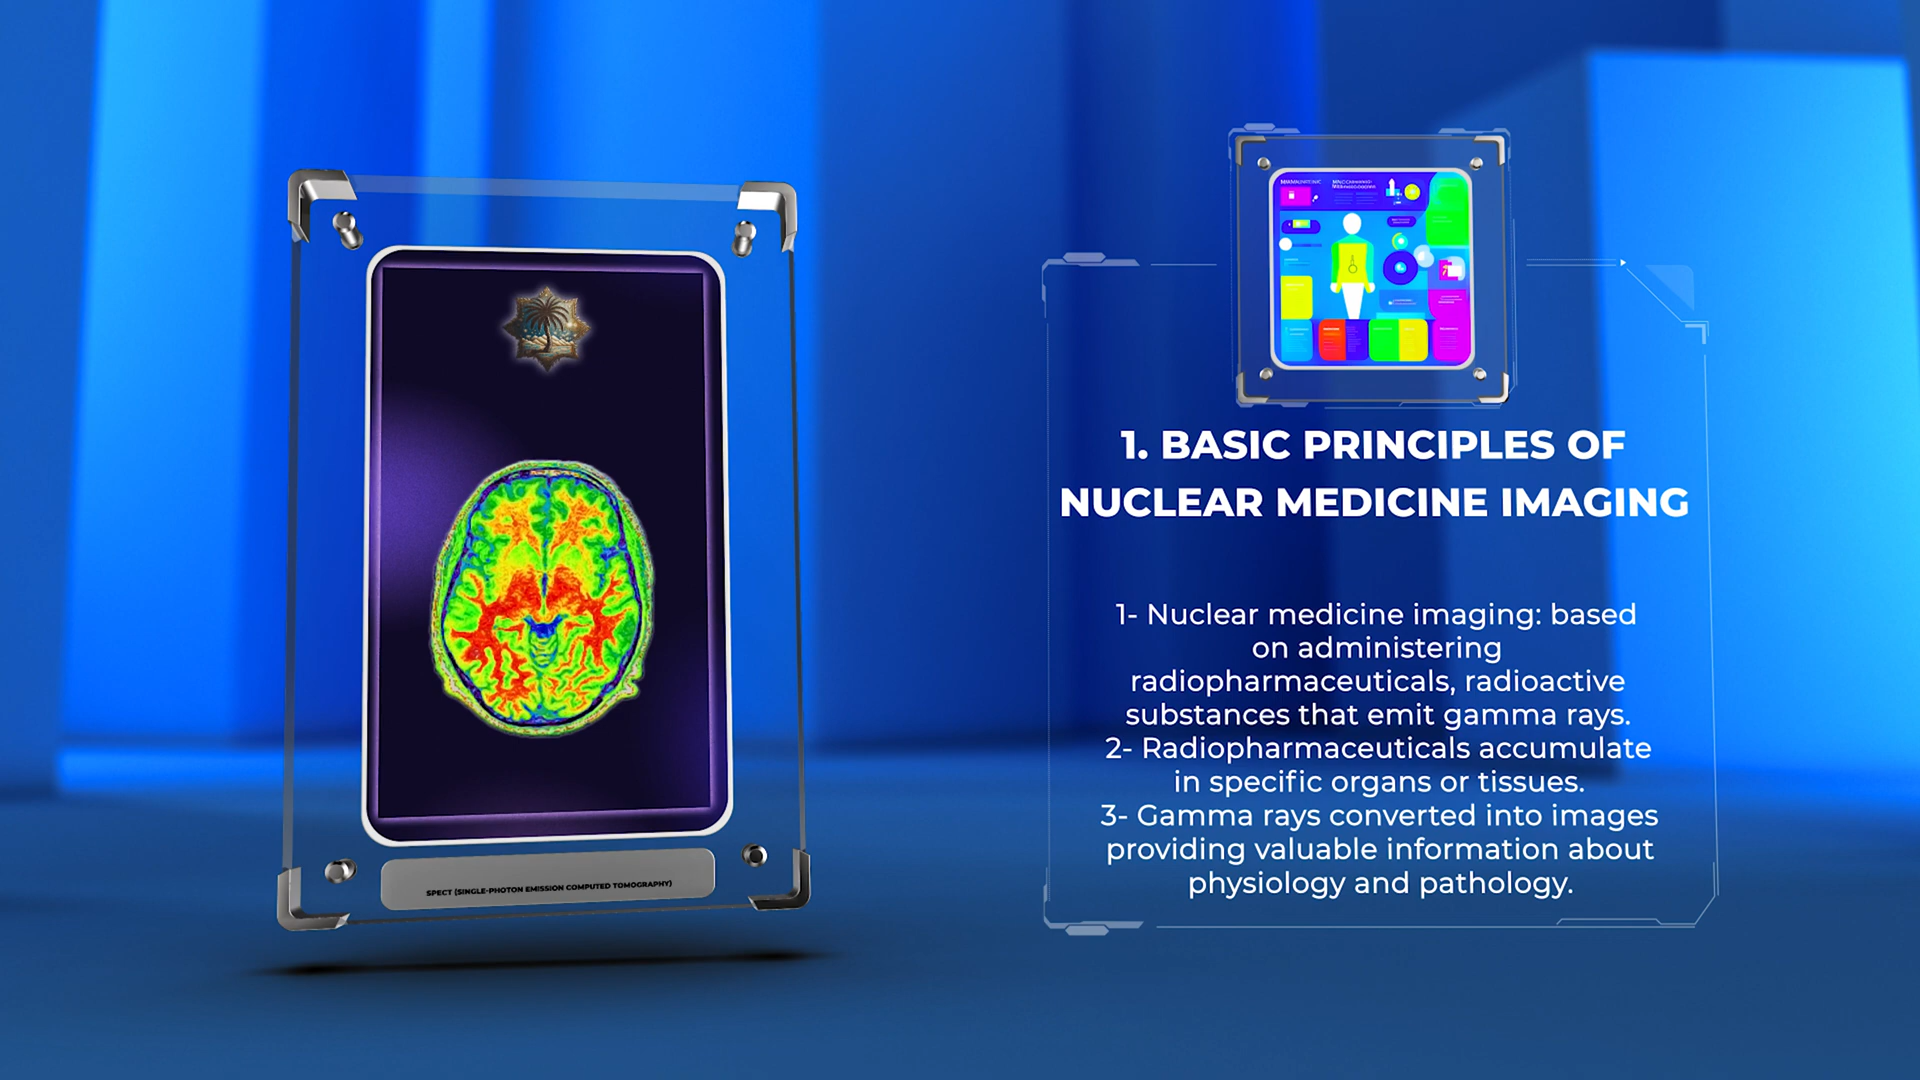 1. BASIC PRINCIPLES OF
NUCLEAR MEDICINE IMAGING
1- Nuclear medicine imaging: based
on administering
radiopharmaceuticals, radioactive
substances that emit gamma rays.
2- Radiopharmaceuticals accumulate
in specific organs or tissues.
3- Gamma rays converted into images
providing valuable information about
physiology and pathology.
SPECT (SINGLE-PHOTON EMISSION COMPUTED TOMOGRAPHY)